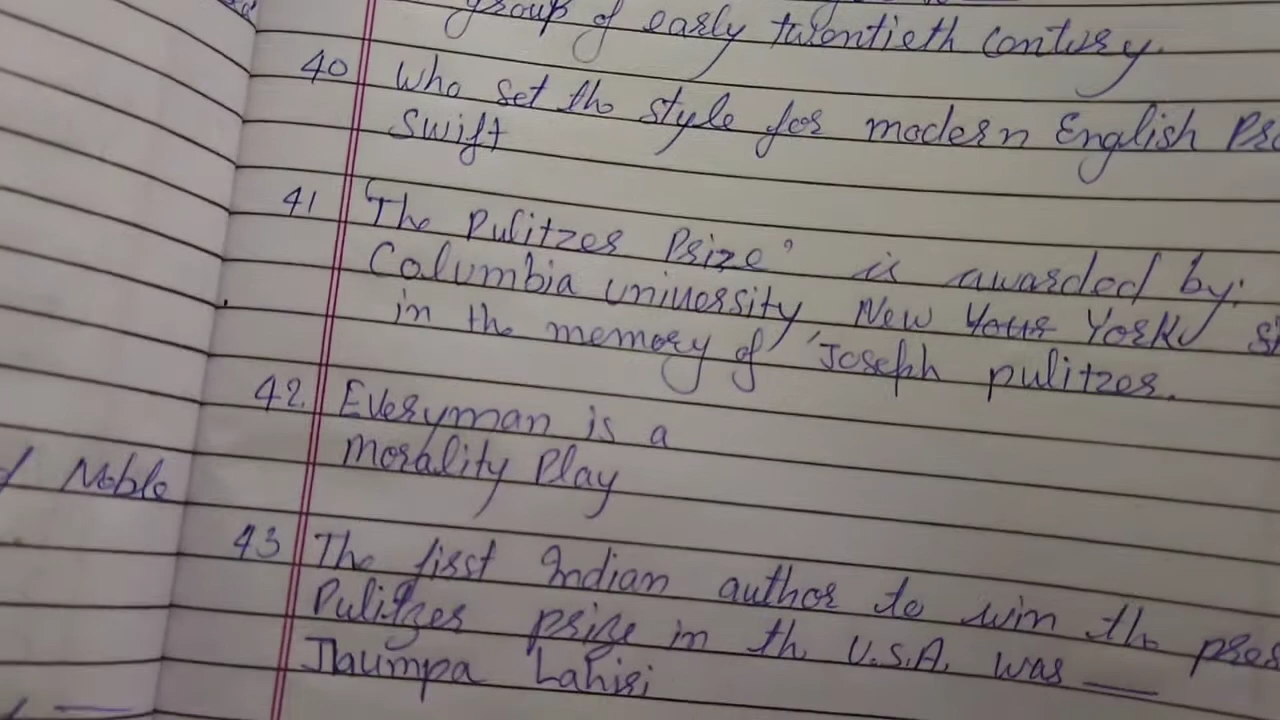 group of early twentieth century.
40 Who set the style for modern English
Swift
41 'The Pulitzer Prize' is awarded by:
Columbia university New York
in the memory of 'Joseph pulitzer.
42. Everyman is a
Morality Play
Noble
43 The first Indian author to win the
Pulitzer prize in th U.S.A. was __
Jhumpa Lahiri